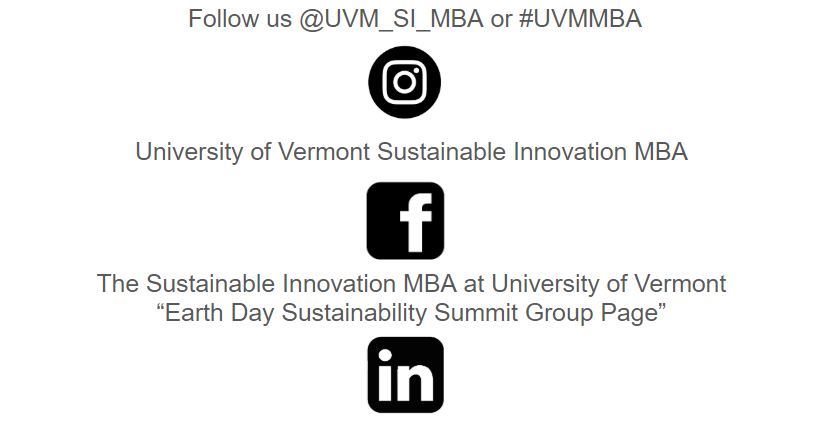 Follow us @UVM_SI_MBA or #UVMMBA
University of Vermont Sustainable Innovation MBA
f
The Sustainable Innovation MBA at University of Vermont
“Earth Day Sustainability Summit Group Page”
in